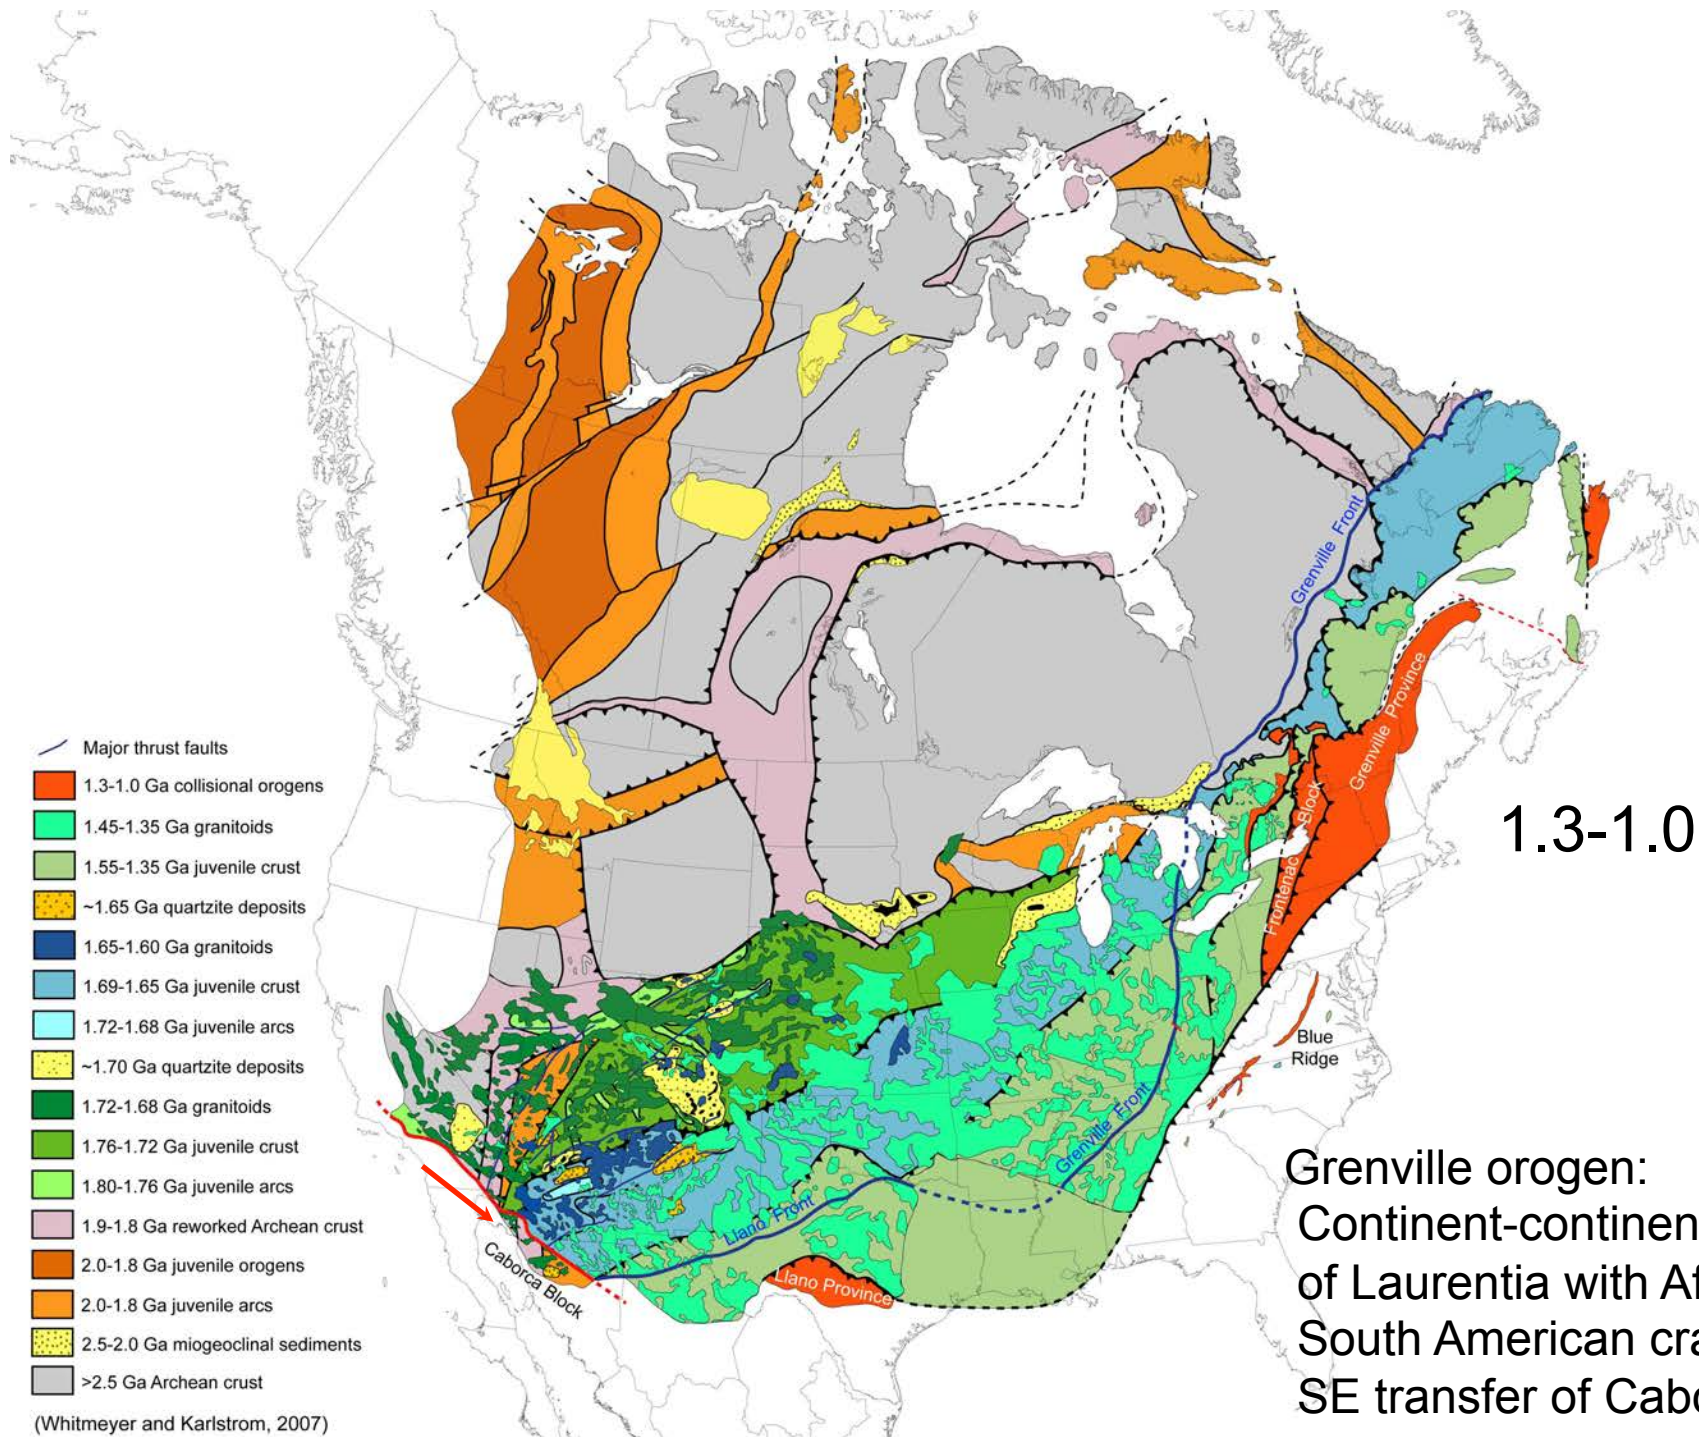 Major thrust faults
1.3-1.0 Ga collisional orogens
1.45-1.35 Ga granitoids
1.55-1.35 Ga juvenile crust
~1.65 Ga quartzite deposits
1.65-1.60 Ga granitoids
1.69-1.65 Ga juvenile crust
1.72-1.68 Ga juvenile arcs
~1.70 Ga quartzite deposits
1.72-1.68 Ga granitoids
1.76-1.72 Ga juvenile crust
1.80-1.76 Ga juvenile arcs
1.9-1.8 Ga reworked Archean crust
2.0-1.8 Ga juvenile orogens
2.0-1.8 Ga juvenile arcs
2.5-2.0 Ga miogeoclinal sediments
>2.5 Ga Archean crust
(Whitmeyer and Karlstrom, 2007)
Grenville Front
Grenville Province
Frontenac Block
Blue
Ridge
Grenville Front
Llano Front
Llano Province
Caborca Block
1.3-1.0
Grenville orogen:
Continent-continen
of Laurentia with Af
South American cra
SE transfer of Cabo